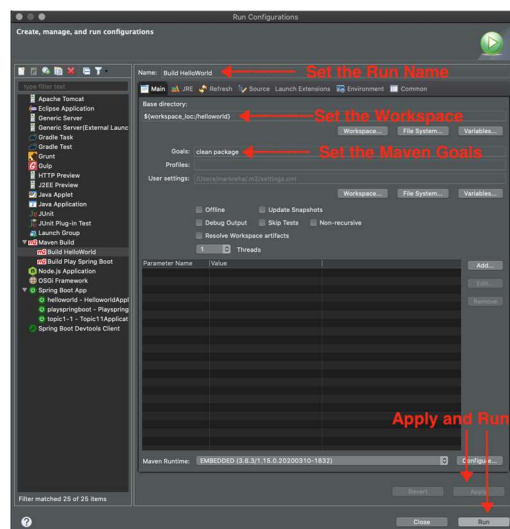 Run Configurations
Create, manage, and run configurations
type filter text
Apache Tomcat
Eclipse Application
Generic Server
Generic Server(External Launc
Gradle Task
Gradle Test
Grunt
Gulp
HTTP Preview
J2EE Preview
Java Applet
Java Application
JUnit
JUnit Plug-in Test
Launch Group
Maven Build
Build HelloWorld
Build Play Spring Boot
Node.js Application
OSGi Framework
Spring Boot App
helloworld - HelloworldAppl
playspringboot - Playspring
topic1-1 - Topic11Applicat
Spring Boot Devtools Client
Filter matched 25 of 25 items
Name: Build HelloWorld
Set the Run Name
Main JRE Refresh Source Launch Extensions Environment Common
Base directory:
${workspace_loc:/helloworld}
Set the Workspace
Workspace... File System... Variables...
Goals: clean package
Set the Maven Goals
Profiles:
User settings:
Workspace... File System... Variables...
Offline Update Snapshots
Debug Output Skip Tests Non-recursive
Resolve Workspace artifacts
1 Threads
Parameter Name Value
Add...
Edit...
Remove
Apply and Run
Maven Runtime: EMBEDDED (3.6.3/1.15.0.20200310-1832) Configure...
Revert Apply
Close Run